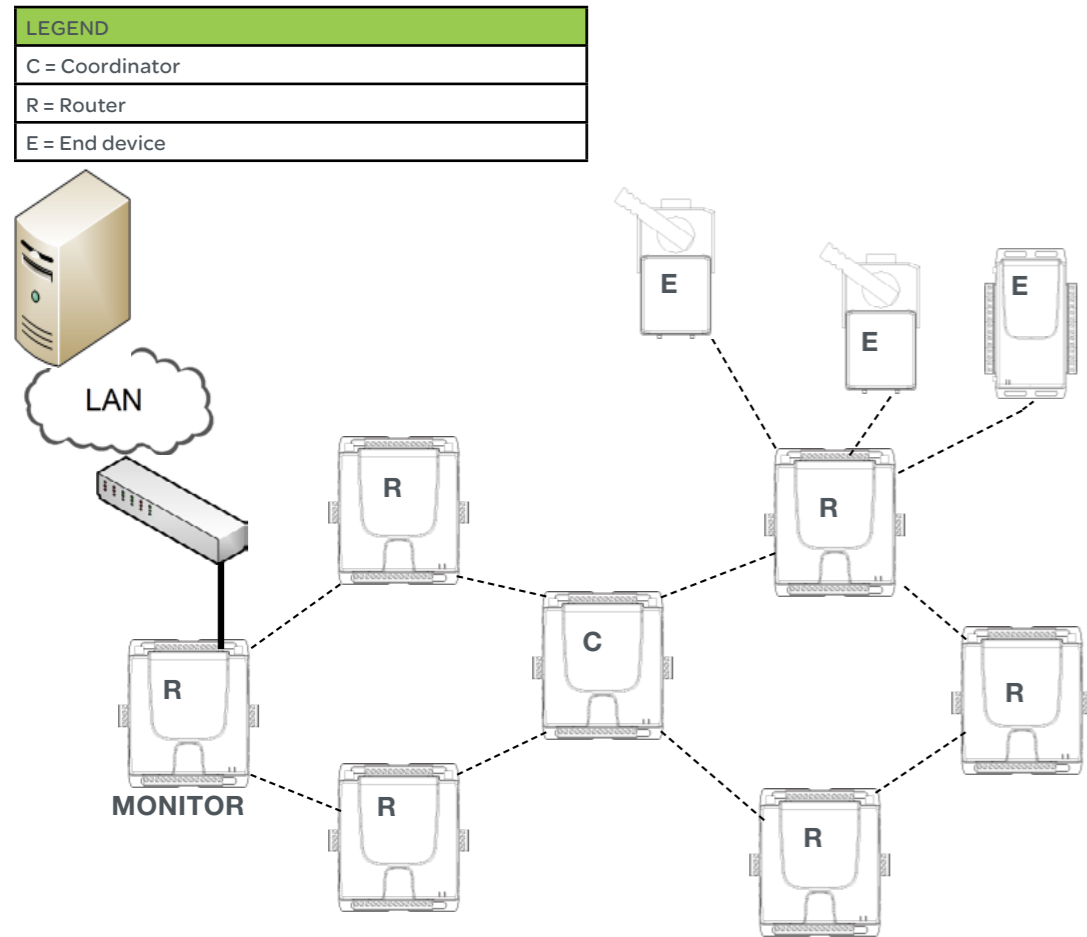 LEGEND
C = Coordinator
R = Router
E = End device
E
E
E
LAN
R
R
C
R
MONITOR
R
R
R